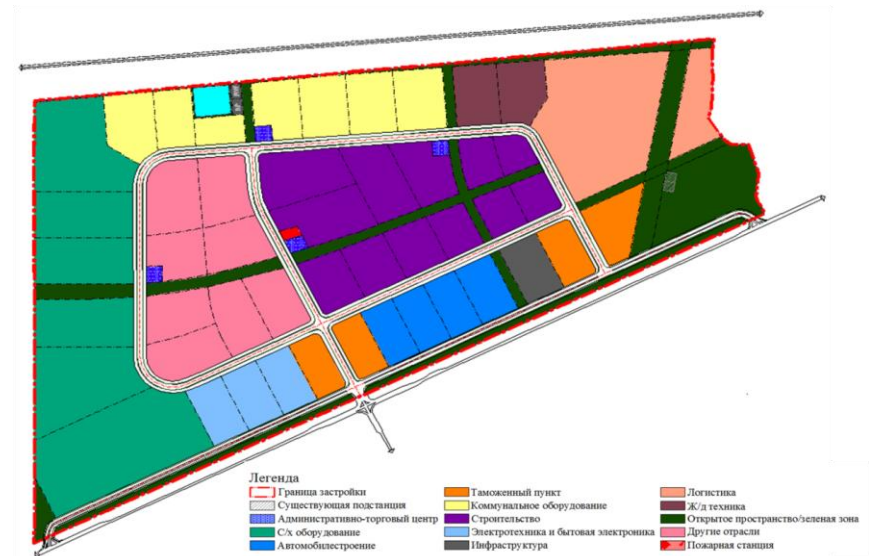 Легенда
Граница застройки
Существующая подстанция
Административно-торговый центр
С/х оборудование
Автомобилестроение
Таможенный пункт
Коммунальное оборудование
Строительство
Электротехника и бытовая электроника
Инфраструктура
Логистика
Ж/д техника
Открытое пространство/зеленая зона
Другие отрасли
Пожарная станция